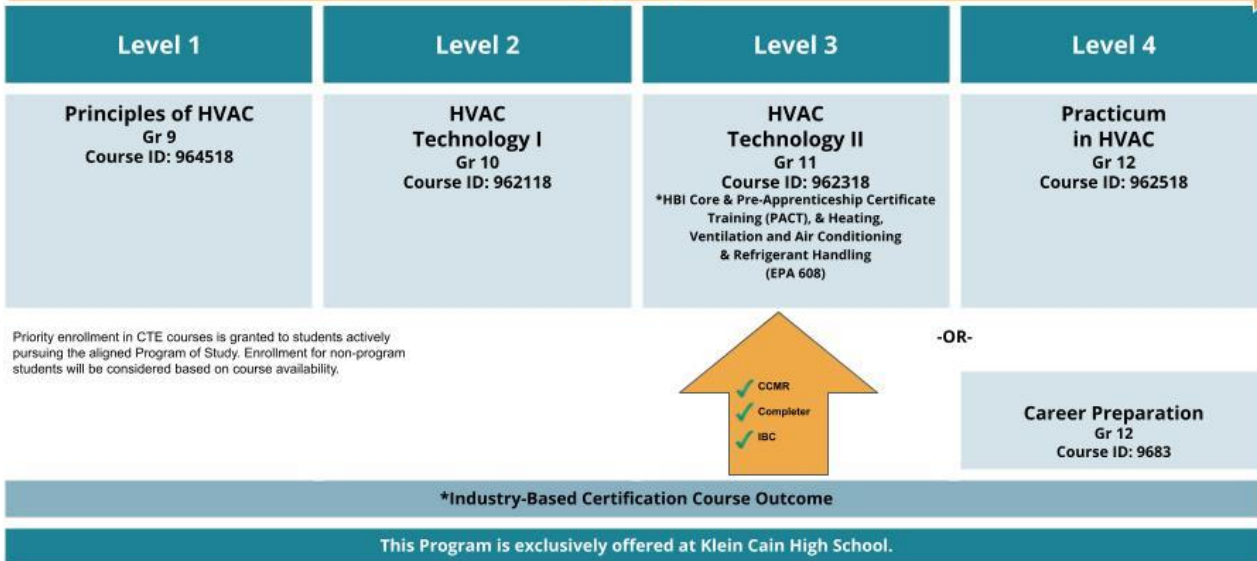 Level 1
Level 2
Level 3
Level 4
Principles of HVAC
Gr 9
Course ID: 964518
HVAC
Technology I
Gr 10
Course ID: 962118
HVAC
Technology II
Gr 11
Course ID: 962318
*HBI Core & Pre-Apprenticeship Certificate
Training (PACT), & Heating,
Ventilation and Air Conditioning
& Refrigerant Handling
(EPA 608)
Practicum
in HVAC
Gr 12
Course ID: 962518
Priority enrollment in CTE courses is granted to students actively
pursuing the aligned Program of Study. Enrollment for non-program
students will be considered based on course availability.
CCMR
Completer
IBC
-OR-
Career Preparation
Gr 12
Course ID: 9683
*Industry-Based Certification Course Outcome
This Program is exclusively offered at Klein Cain High School.